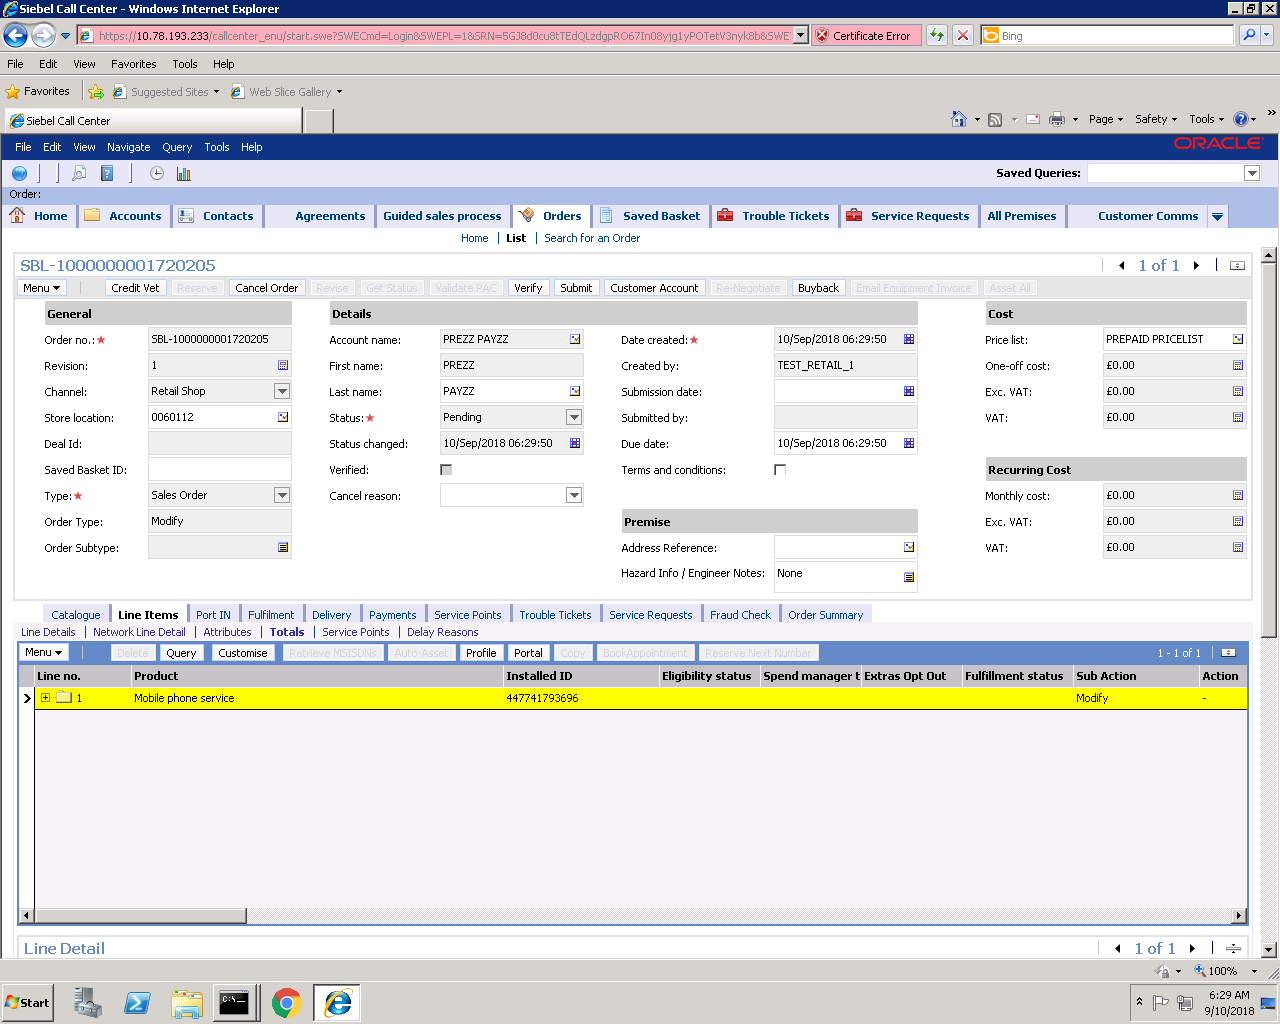 Siebel Call Center - Windows Internet Explorer
https://10.78.193.233/callcenter_enu/start.swe?SWECmd=Login&SWEPL=1&SRN=5GJ8d0cu8tTEdQLzdgpRO67In08yjg1yPOTetV3nyk8b&SWE
Certificate Error
Bing
File Edit View Favorites Tools Help
Favorites Suggested Sites Web Slice Gallery
Siebel Call Center
Page Safety Tools »
File Edit View Navigate Query Tools Help
ORACLE
Saved Queries:
Order:
Home Accounts Contacts Agreements Guided sales process Orders Saved Basket Trouble Tickets Service Requests All Premises Customer Comms
Home List Search for an Order
SBL-1000000001720205
1 of 1
Menu Credit Vet Reserve Cancel Order Revise Get Status Validate PAC Verify Submit Customer Account Re-Negotiate Buyback Email Equipment Invoice Asset All
General Details Cost
Order no.:★ SBL-1000000001720205 Account name: PREZZ PAYZZ Date created:★ 10/Sep/2018 06:29:50 Price list: PREPAID PRICELIST
Revision: 1 First name: PREZZ Created by: TEST_RETAIL_1 One-off cost: £0.00
Channel: Retail Shop Last name: PAYZZ Submission date: Exc. VAT: £0.00
Store location: 0060112 Status:★ Pending Submitted by: VAT: £0.00
Deal Id: Status changed: 10/Sep/2018 06:29:50 Due date: 10/Sep/2018 06:29:50
Saved Basket ID: Verified: Terms and conditions: Recurring Cost
Type:★ Sales Order Cancel reason: Monthly cost: £0.00
Order Type: Modify Premise Exc. VAT: £0.00
Order Subtype: Address Reference: VAT: £0.00
Hazard Info / Engineer Notes: None
Catalogue Line Items Port IN Fulfilment Delivery Payments Service Points Trouble Tickets Service Requests Fraud Check Order Summary
Line Details Network Line Detail Attributes Totals Service Points Delay Reasons
Menu Delete Query Customise Retrieve MSISDNs Auto-Asset Profile Portal Copy BookAppointment Reserve Next Number 1 - 1 of 1
Line no. Product Installed ID Eligibility status Spend manager t Extras Opt Out Fulfillment status Sub Action Action
1 Mobile phone service 447741793696 Modify -
Line Detail
1 of 1
100%
Start
6:29 AM
9/10/2018